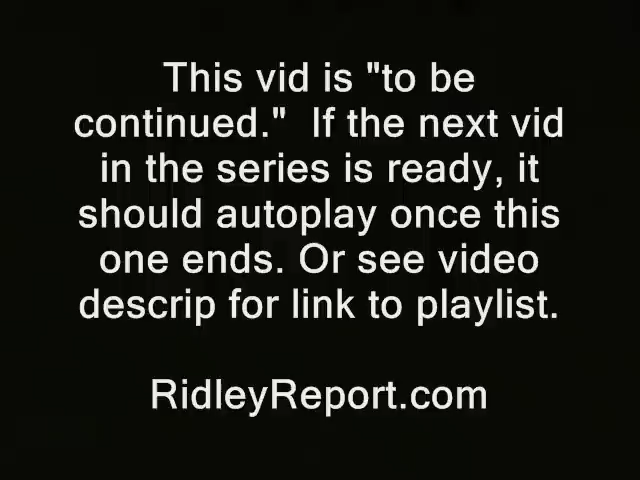 This vid is "to be
continued."  If the next vid
in the series is ready, it
should autoplay once this
one ends. Or see video
descrip for link to playlist.
RidleyReport.com